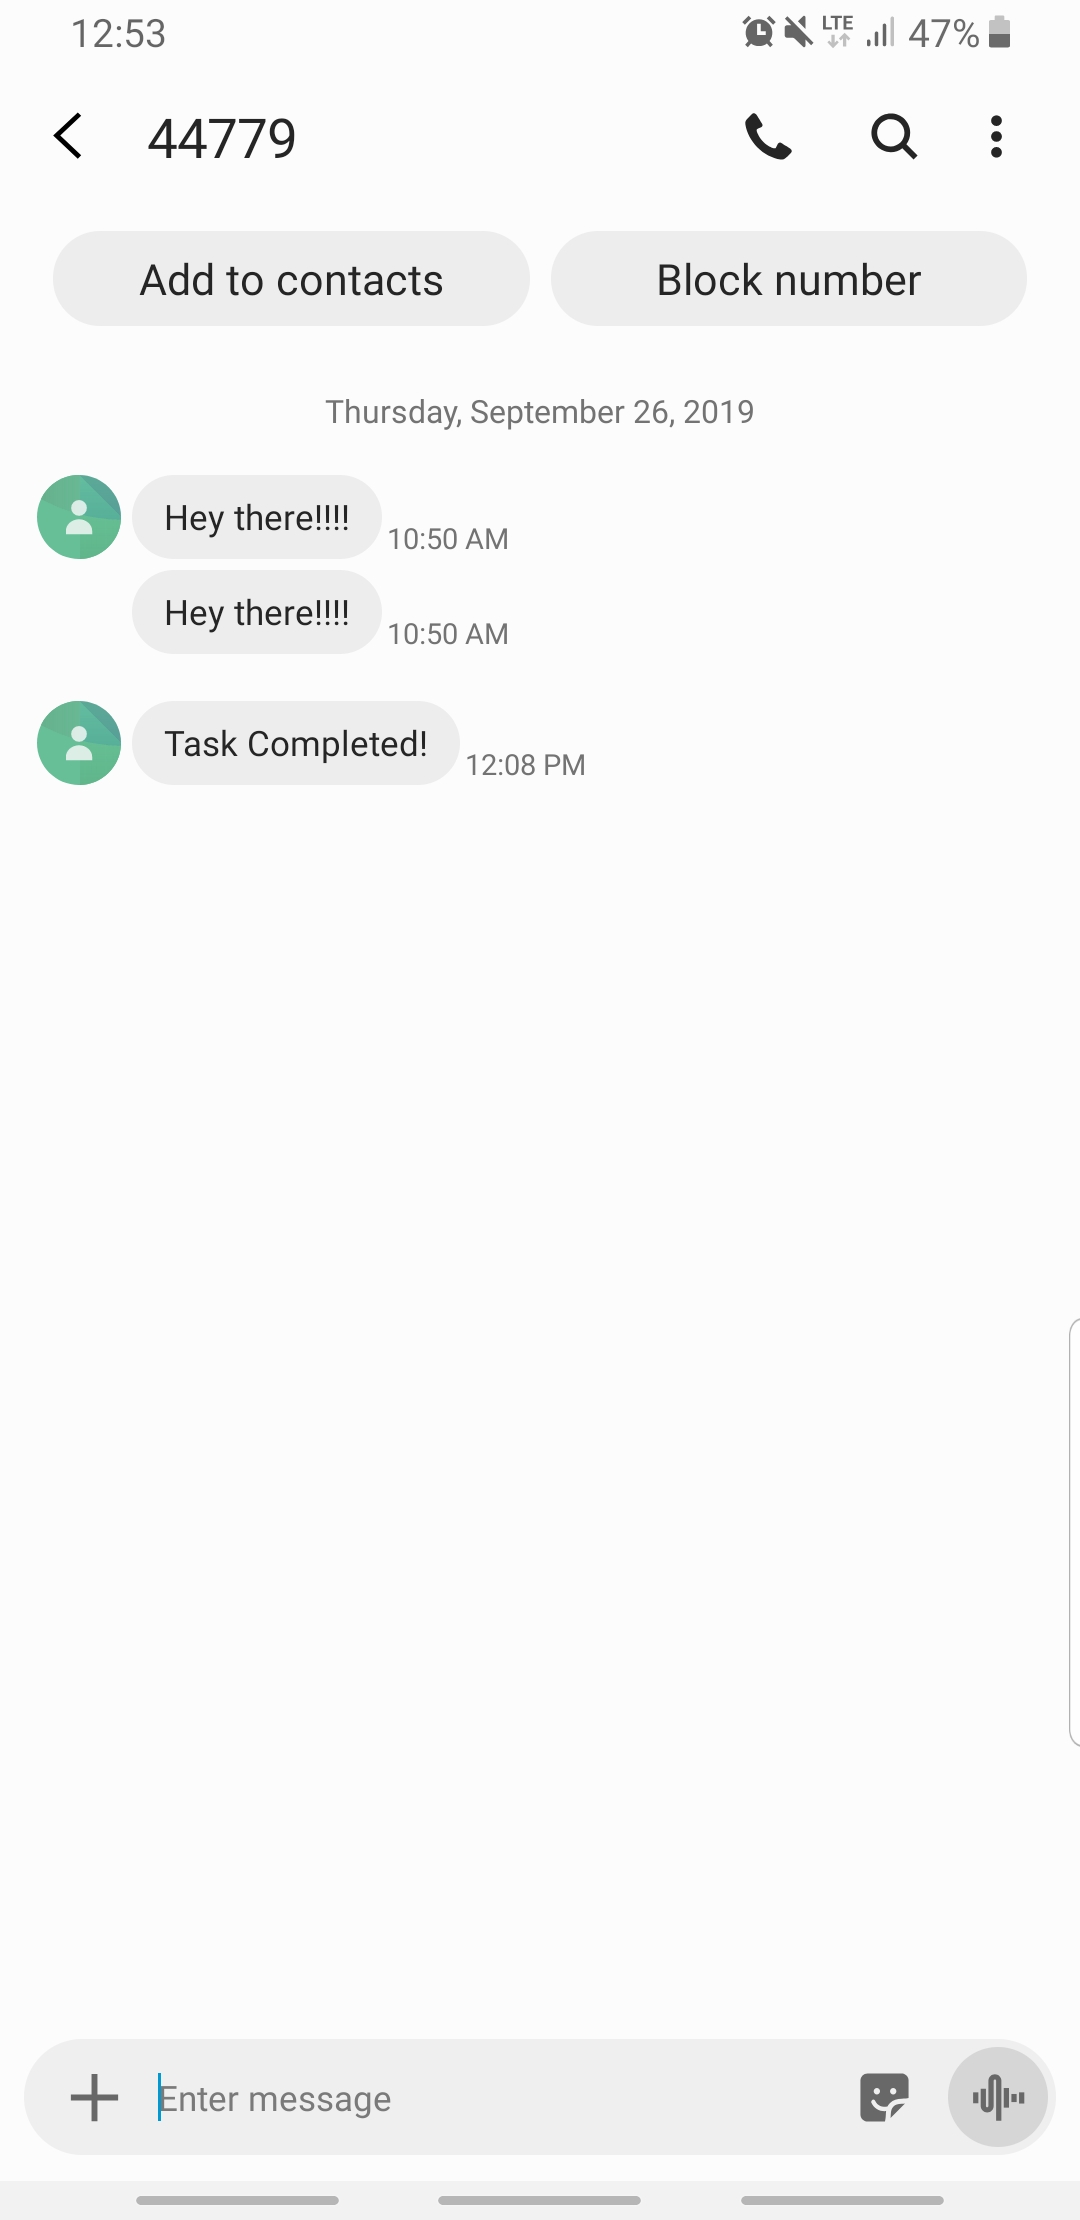 12:53
LTE 47%
44779
Add to contacts
Block number
Thursday, September 26, 2019
Hey there!!!!
10:50 AM
Hey there!!!!
10:50 AM
Task Completed!
12:08 PM
Enter message